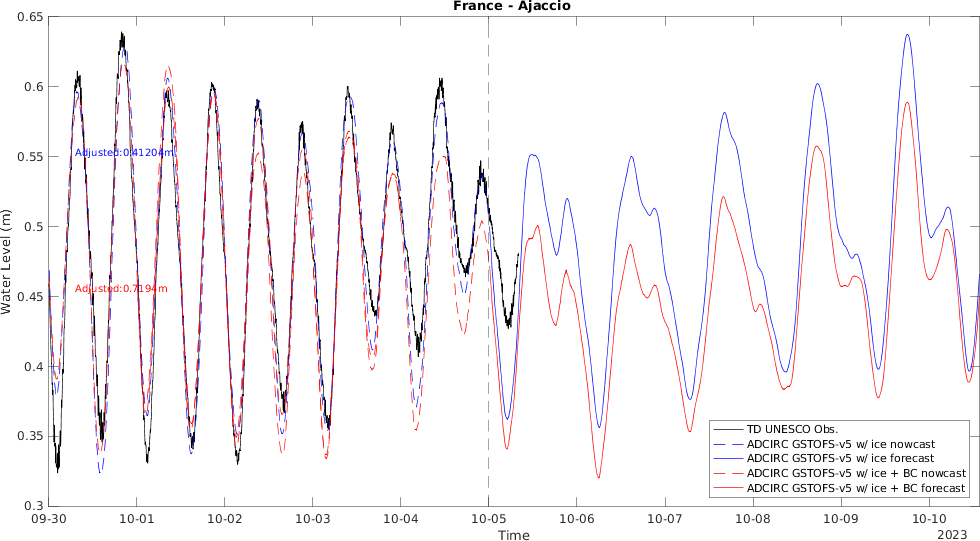 France - Ajaccio
0.65
0.6
0.55
0.5
0.45
0.4
0.35
0.3
Water Level (m)
Adjusted:0.41204m
Adjusted:0.7194m
TD UNESCO Obs.
ADCIRC GSTOFS-v5 w/ ice nowcast
ADCIRC GSTOFS-v5 w/ ice forecast
ADCIRC GSTOFS-v5 w/ ice + BC nowcast
ADCIRC GSTOFS-v5 w/ ice + BC forecast
09-30 10-01 10-02 10-03 10-04 10-05 10-06 10-07 10-08 10-09 10-10
Time
2023